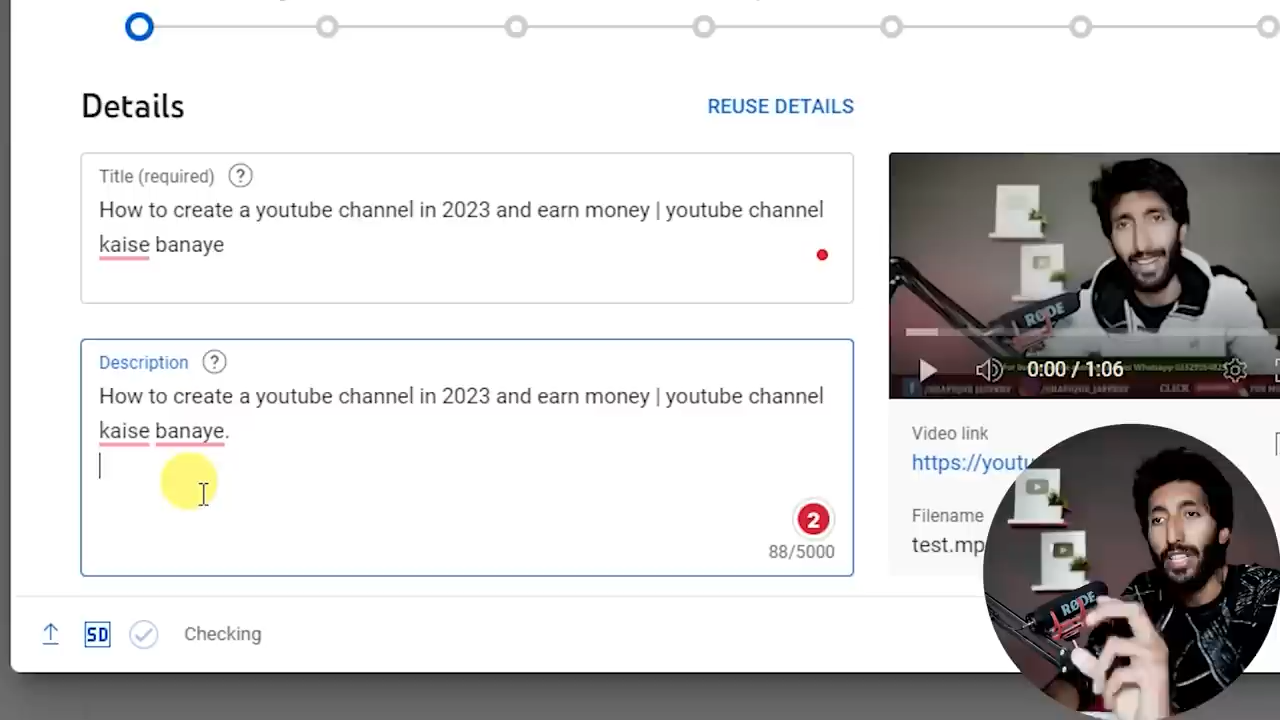 Details
REUSE DETAILS
Title (required) ?
How to create a youtube channel in 2023 and earn money | youtube channel
kaise banaye
Description ?
How to create a youtube channel in 2023 and earn money | youtube channel
kaise banaye.
2
88/5000
RØDE
0:00 / 1:06
CLICK
Video link
https://youtu
Filename
test.mp
RØDE
SD
Checking